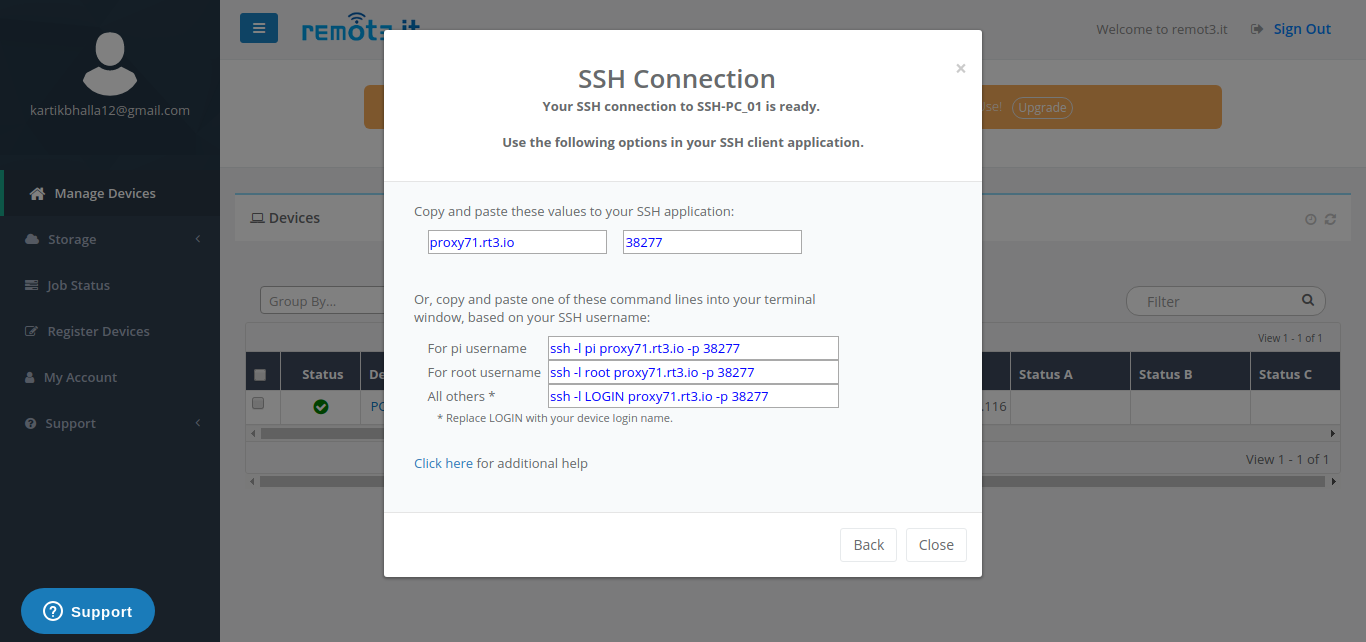 remot3.it
Welcome to remot3.it
Sign Out
kartikbhalla12@gmail.com
Manage Devices
Storage
Job Status
Register Devices
My Account
Support
Support
Use!
Upgrade
Devices
Group By...
Filter
View 1 - 1 of 1
Status
De
Status A
Status B
Status C
PC
.116
View 1 - 1 of 1
×
SSH Connection
Your SSH connection to SSH-PC_01 is ready.
Use the following options in your SSH client application.
Copy and paste these values to your SSH application:
proxy71.rt3.io 38277
Or, copy and paste one of these command lines into your terminal
window, based on your SSH username:
For pi username ssh -l pi proxy71.rt3.io -p 38277
For root username ssh -l root proxy71.rt3.io -p 38277
All others * ssh -l LOGIN proxy71.rt3.io -p 38277
* Replace LOGIN with your device login name.
Click here for additional help
Back
Close